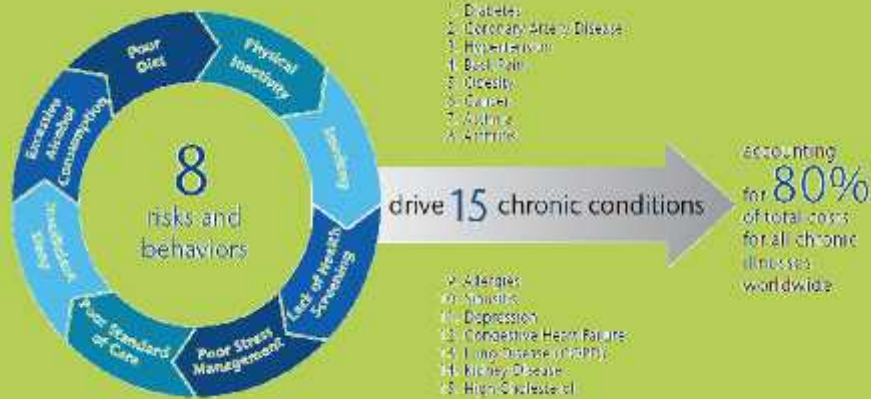 Poor
Diet
Physical
Inactivity
Smoking
Lack of Health
Screening
Poor Stress
Management
Poor Standard
of Care
Excessive
Alcohol
Consumption
8
risks and
behaviors
drive 15 chronic conditions
1. Diabetes
2. Coronary Artery Disease
3. Hypertension
4. Back Pain
5. Obesity
6. Cancer
7. Asthma
8. Arthritis
9. Allergies
10. Sinusitis
11. Depression
12. Congestive Heart Failure
13. Lung Disease (COPD)
14. Kidney Disease
15. High Cholesterol
accounting
for 80%
of total costs
for all chronic
illnesses
worldwide